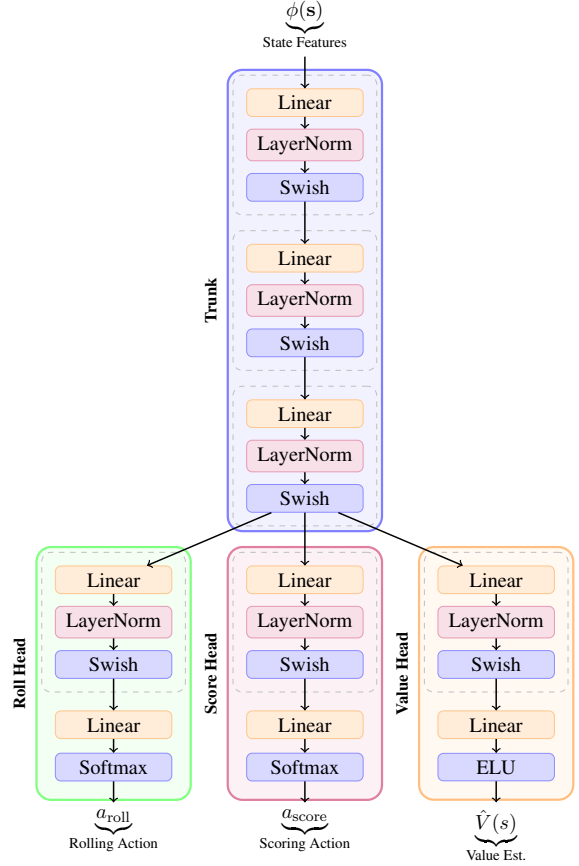 ϕ(s)
State Features
Trunk
Linear
LayerNorm
Swish
Linear
LayerNorm
Swish
Linear
LayerNorm
Swish
Roll Head
Linear
LayerNorm
Swish
Linear
Softmax
a_roll
Rolling Action
Score Head
Linear
LayerNorm
Swish
Linear
Softmax
a_score
Scoring Action
Value Head
Linear
LayerNorm
Swish
Linear
ELU
V̂(s)
Value Est.